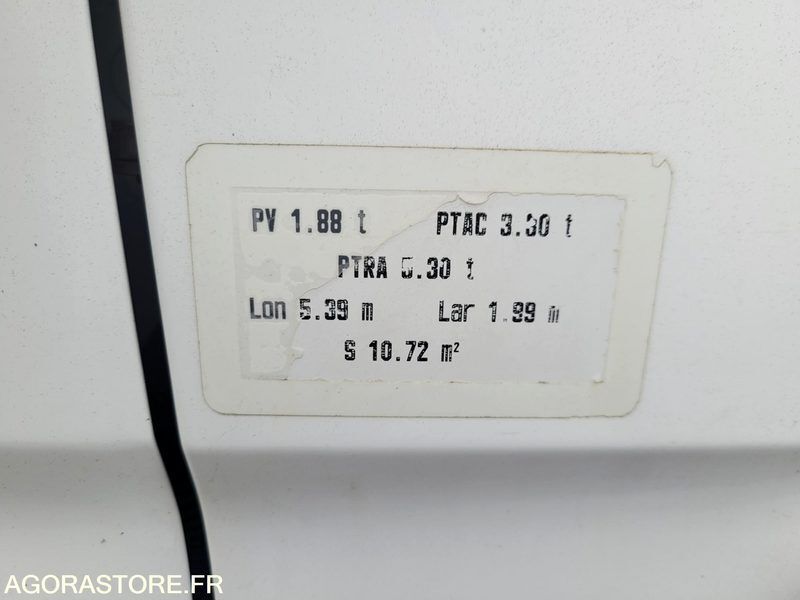 PV 1.88 t PTAC 3.30 t
PTRA 5.30 t
Lon 5.39 m Lar 1.99 m
S 10.72 m²
AGORASTORE.FR